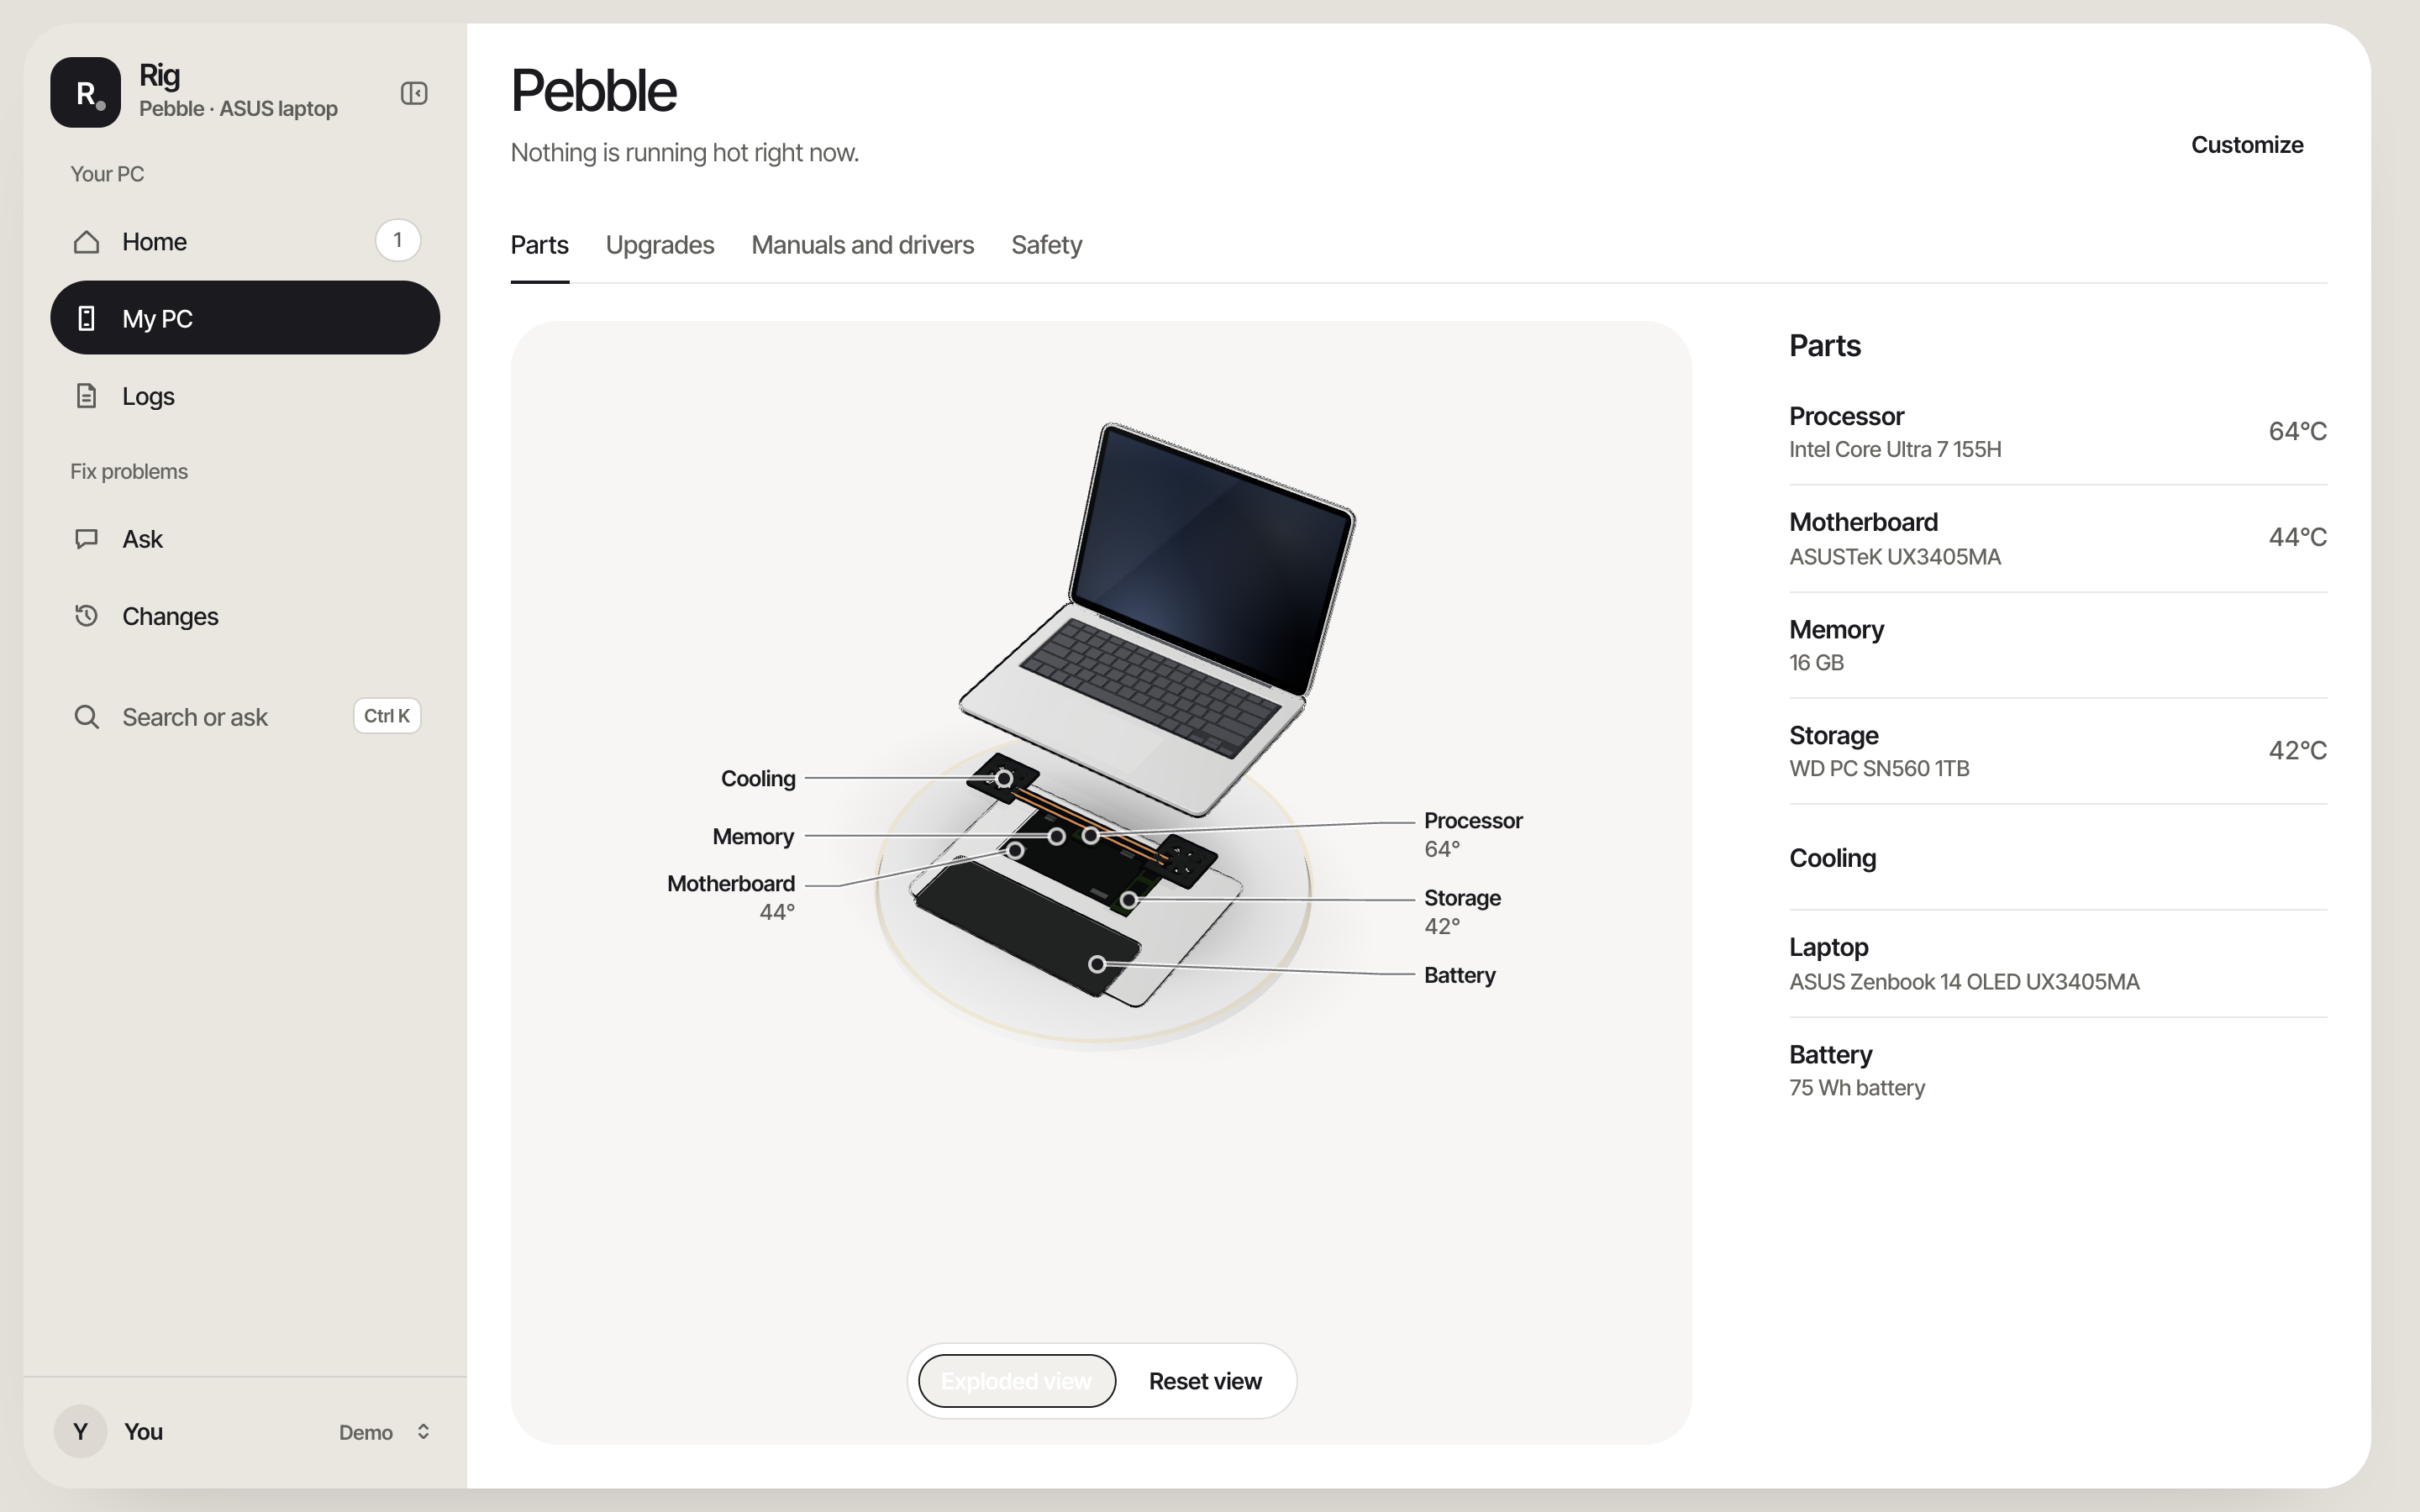 R.
Rig
Pebble · ASUS laptop
Your PC
Home
1
My PC
Logs
Fix problems
Ask
Changes
Search or ask
Ctrl K
Y
You
Demo
Pebble
Nothing is running hot right now.
Customize
Parts
Upgrades
Manuals and drivers
Safety
Cooling
Memory
Motherboard
44°
Processor
64°
Storage
42°
Battery
Exploded view
Reset view
Parts
Processor
Intel Core Ultra 7 155H
64°C
Motherboard
ASUSTeK UX3405MA
44°C
Memory
16 GB
Storage
WD PC SN560 1TB
42°C
Cooling
Laptop
ASUS Zenbook 14 OLED UX3405MA
Battery
75 Wh battery